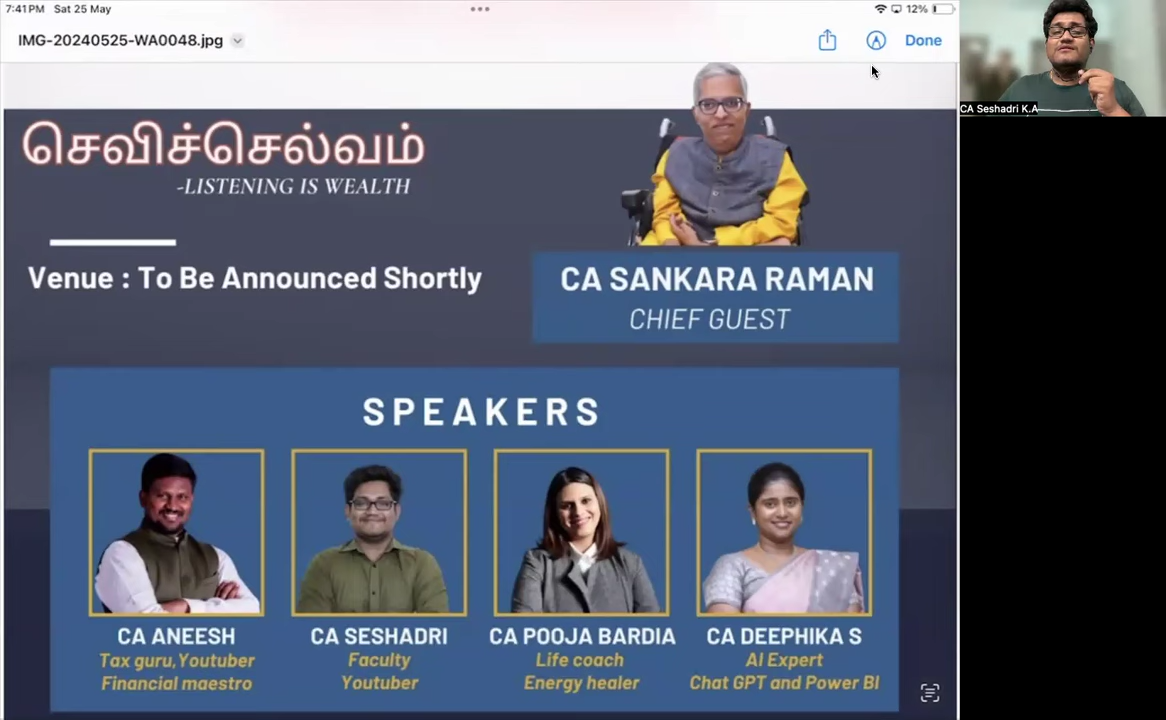 7:41 PM Sat 25 May
12%
IMG-20240525-WA0048.jpg
Done
CA Seshadri K.A
செவிச்செல்வம்
-LISTENING IS WEALTH
Venue : To Be Announced Shortly
CA SANKARA RAMAN
CHIEF GUEST
SPEAKERS
CA ANEESH
Tax guru,Youtuber
Financial maestro
CA SESHADRI
Faculty
Youtuber
CA POOJA BARDIA
Life coach
Energy healer
CA DEEPHIKA S
AI Expert
Chat GPT and Power BI